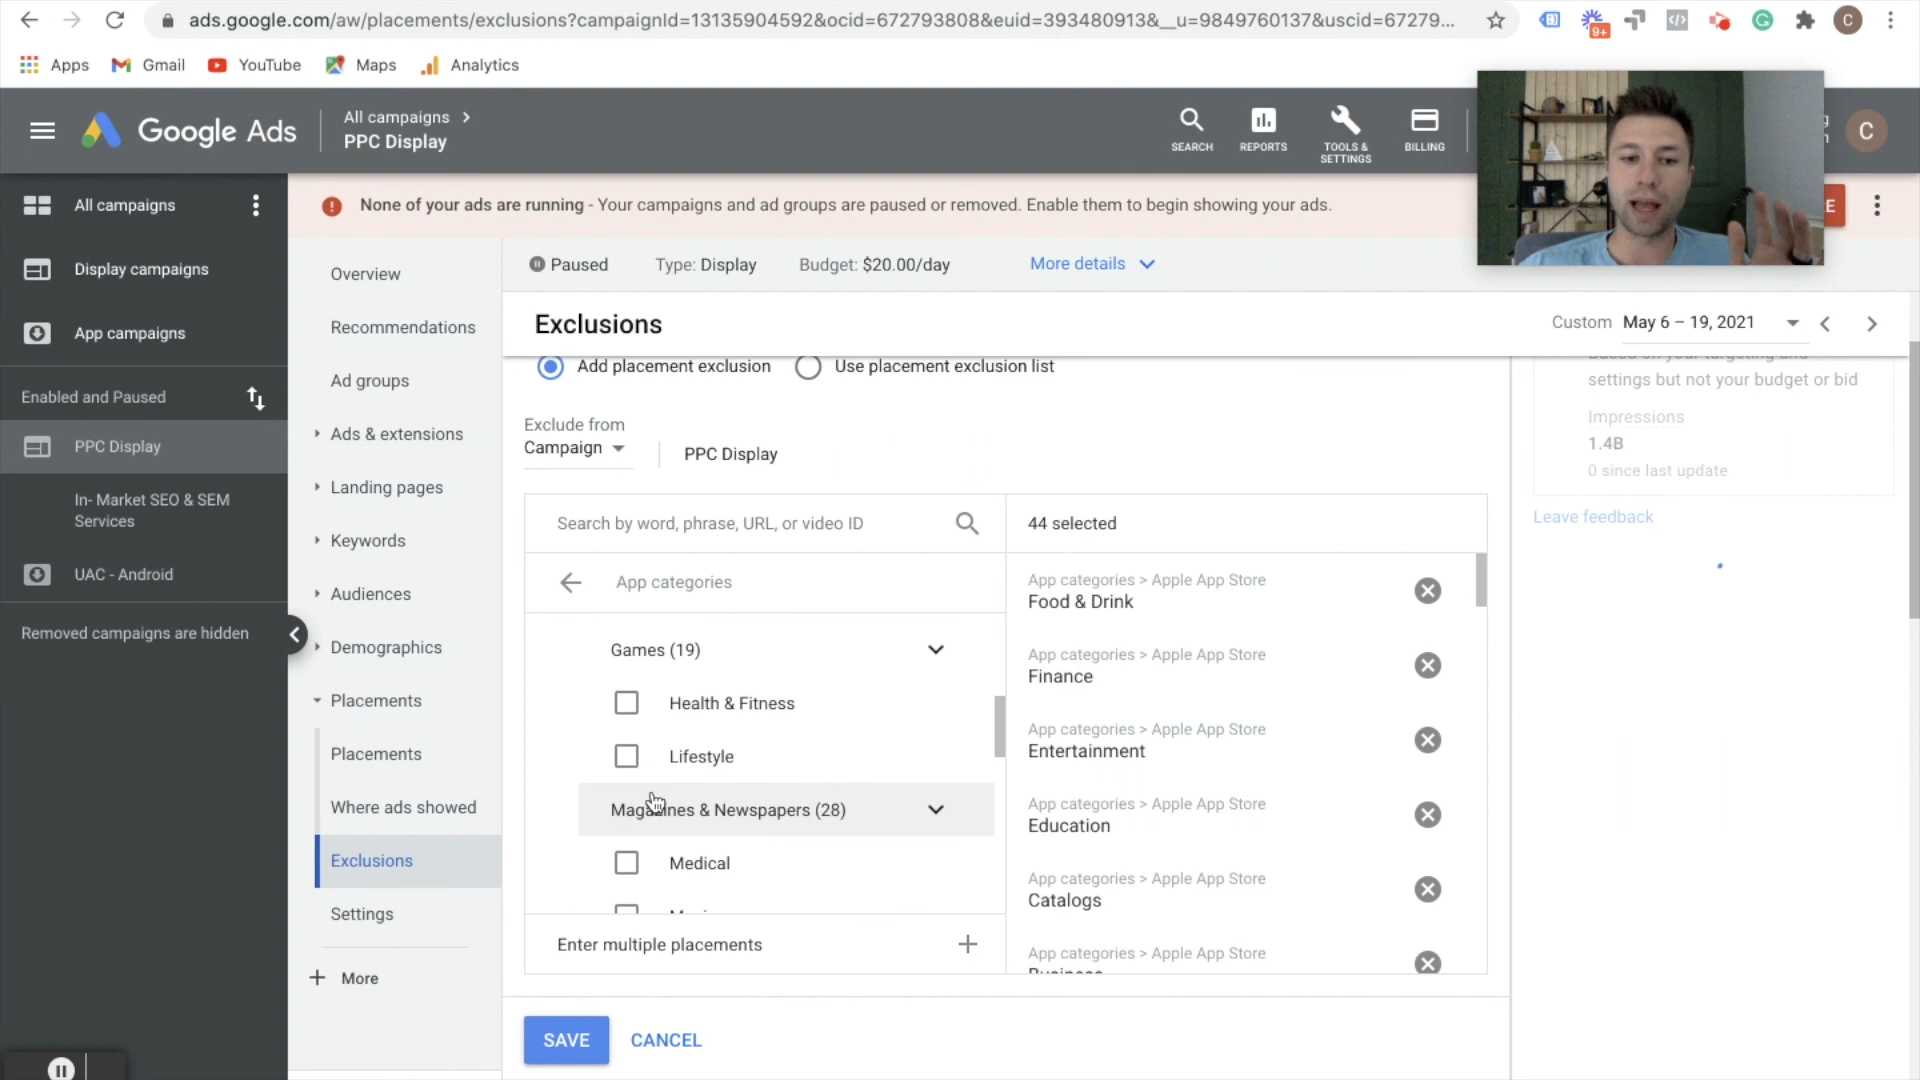 ads.google.com/aw/placements/exclusions?campaignId=13135904592&ocid=672793808&euid=393480913&__u=9849760137&uscid=67279...
9+
C
Apps
Gmail
YouTube
Maps
Analytics
Google Ads
All campaigns
PPC Display
SEARCH
REPORTS
TOOLS & SETTINGS
BILLING
C
All campaigns
Display campaigns
App campaigns
Enabled and Paused
PPC Display
In- Market SEO & SEM
Services
UAC - Android
Removed campaigns are hidden
None of your ads are running - Your campaigns and ad groups are paused or removed. Enable them to begin showing your ads.
E
Overview
Recommendations
Ad groups
Ads & extensions
Landing pages
Keywords
Audiences
Demographics
Placements
Placements
Where ads showed
Exclusions
Settings
More
Paused
Type: Display
Budget: $20.00/day
More details
Exclusions
Custom May 6 – 19, 2021
Add placement exclusion
Use placement exclusion list
Exclude from
Campaign
PPC Display
Search by word, phrase, URL, or video ID
App categories
Games (19)
Health & Fitness
Lifestyle
Magazines & Newspapers (28)
Medical
Enter multiple placements
44 selected
App categories > Apple App Store
Food & Drink
App categories > Apple App Store
Finance
App categories > Apple App Store
Entertainment
App categories > Apple App Store
Education
App categories > Apple App Store
Catalogs
App categories > Apple App Store
Business
SAVE
CANCEL
Based on your targeting and
settings but not your budget or bid
Impressions
1.4B
0 since last update
Leave feedback